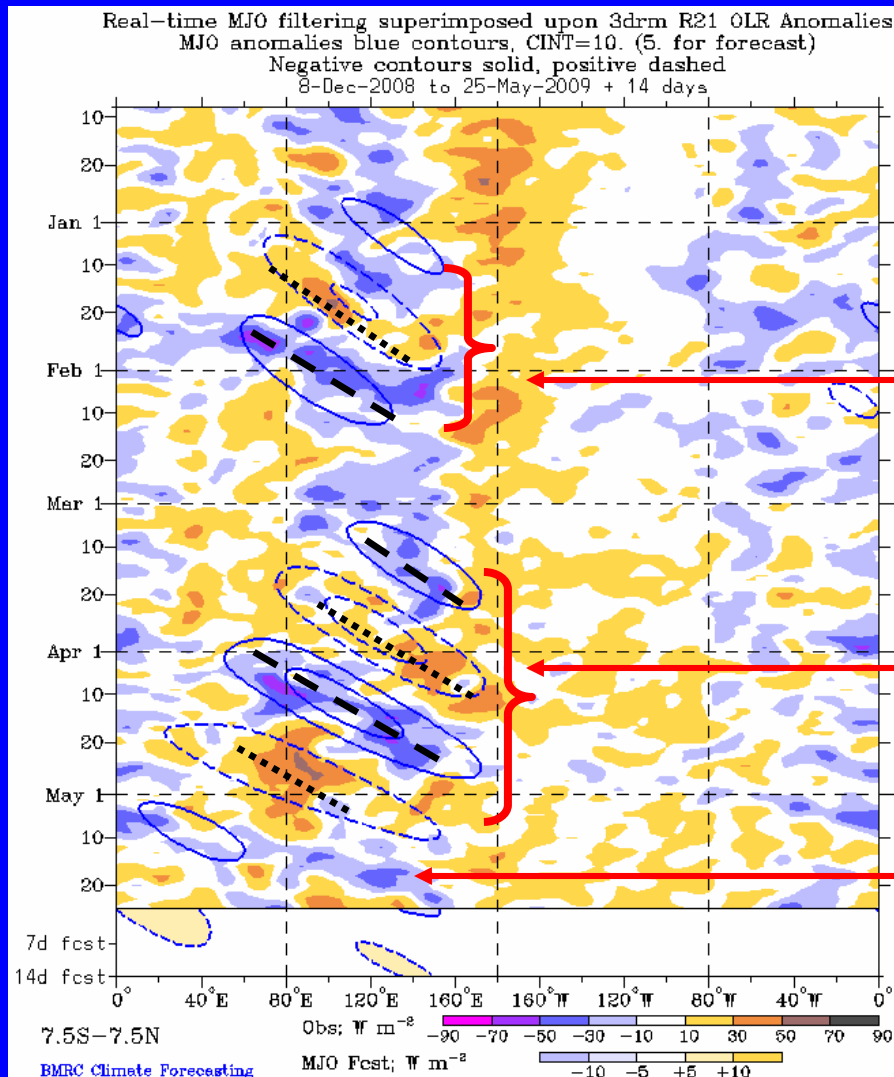 Real-time MJO filtering superimposed upon 3drm R21 OLR Anomalies
MJO anomalies blue contours, CINT=10. (5. for forecast)
Negative contours solid, positive dashed
8-Dec-2008 to 25-May-2009 + 14 days
10
20
Jan 1
10
20
Feb 1
10
20
Mar 1
10
20
Apr 1
10
20
May 1
10
20
7d fcst
14d fcst
0° 40°E 80°E 120°E 160°E 160°W 120°W 80°W 40°W 0°
7.5S-7.5N
Obs; W m⁻²
-90 -70 -50 -30 -10 10 30 50 70 90
MJO Fcst; W m⁻²
-10 -5 +5 +10
BMRC Climate Forecasting